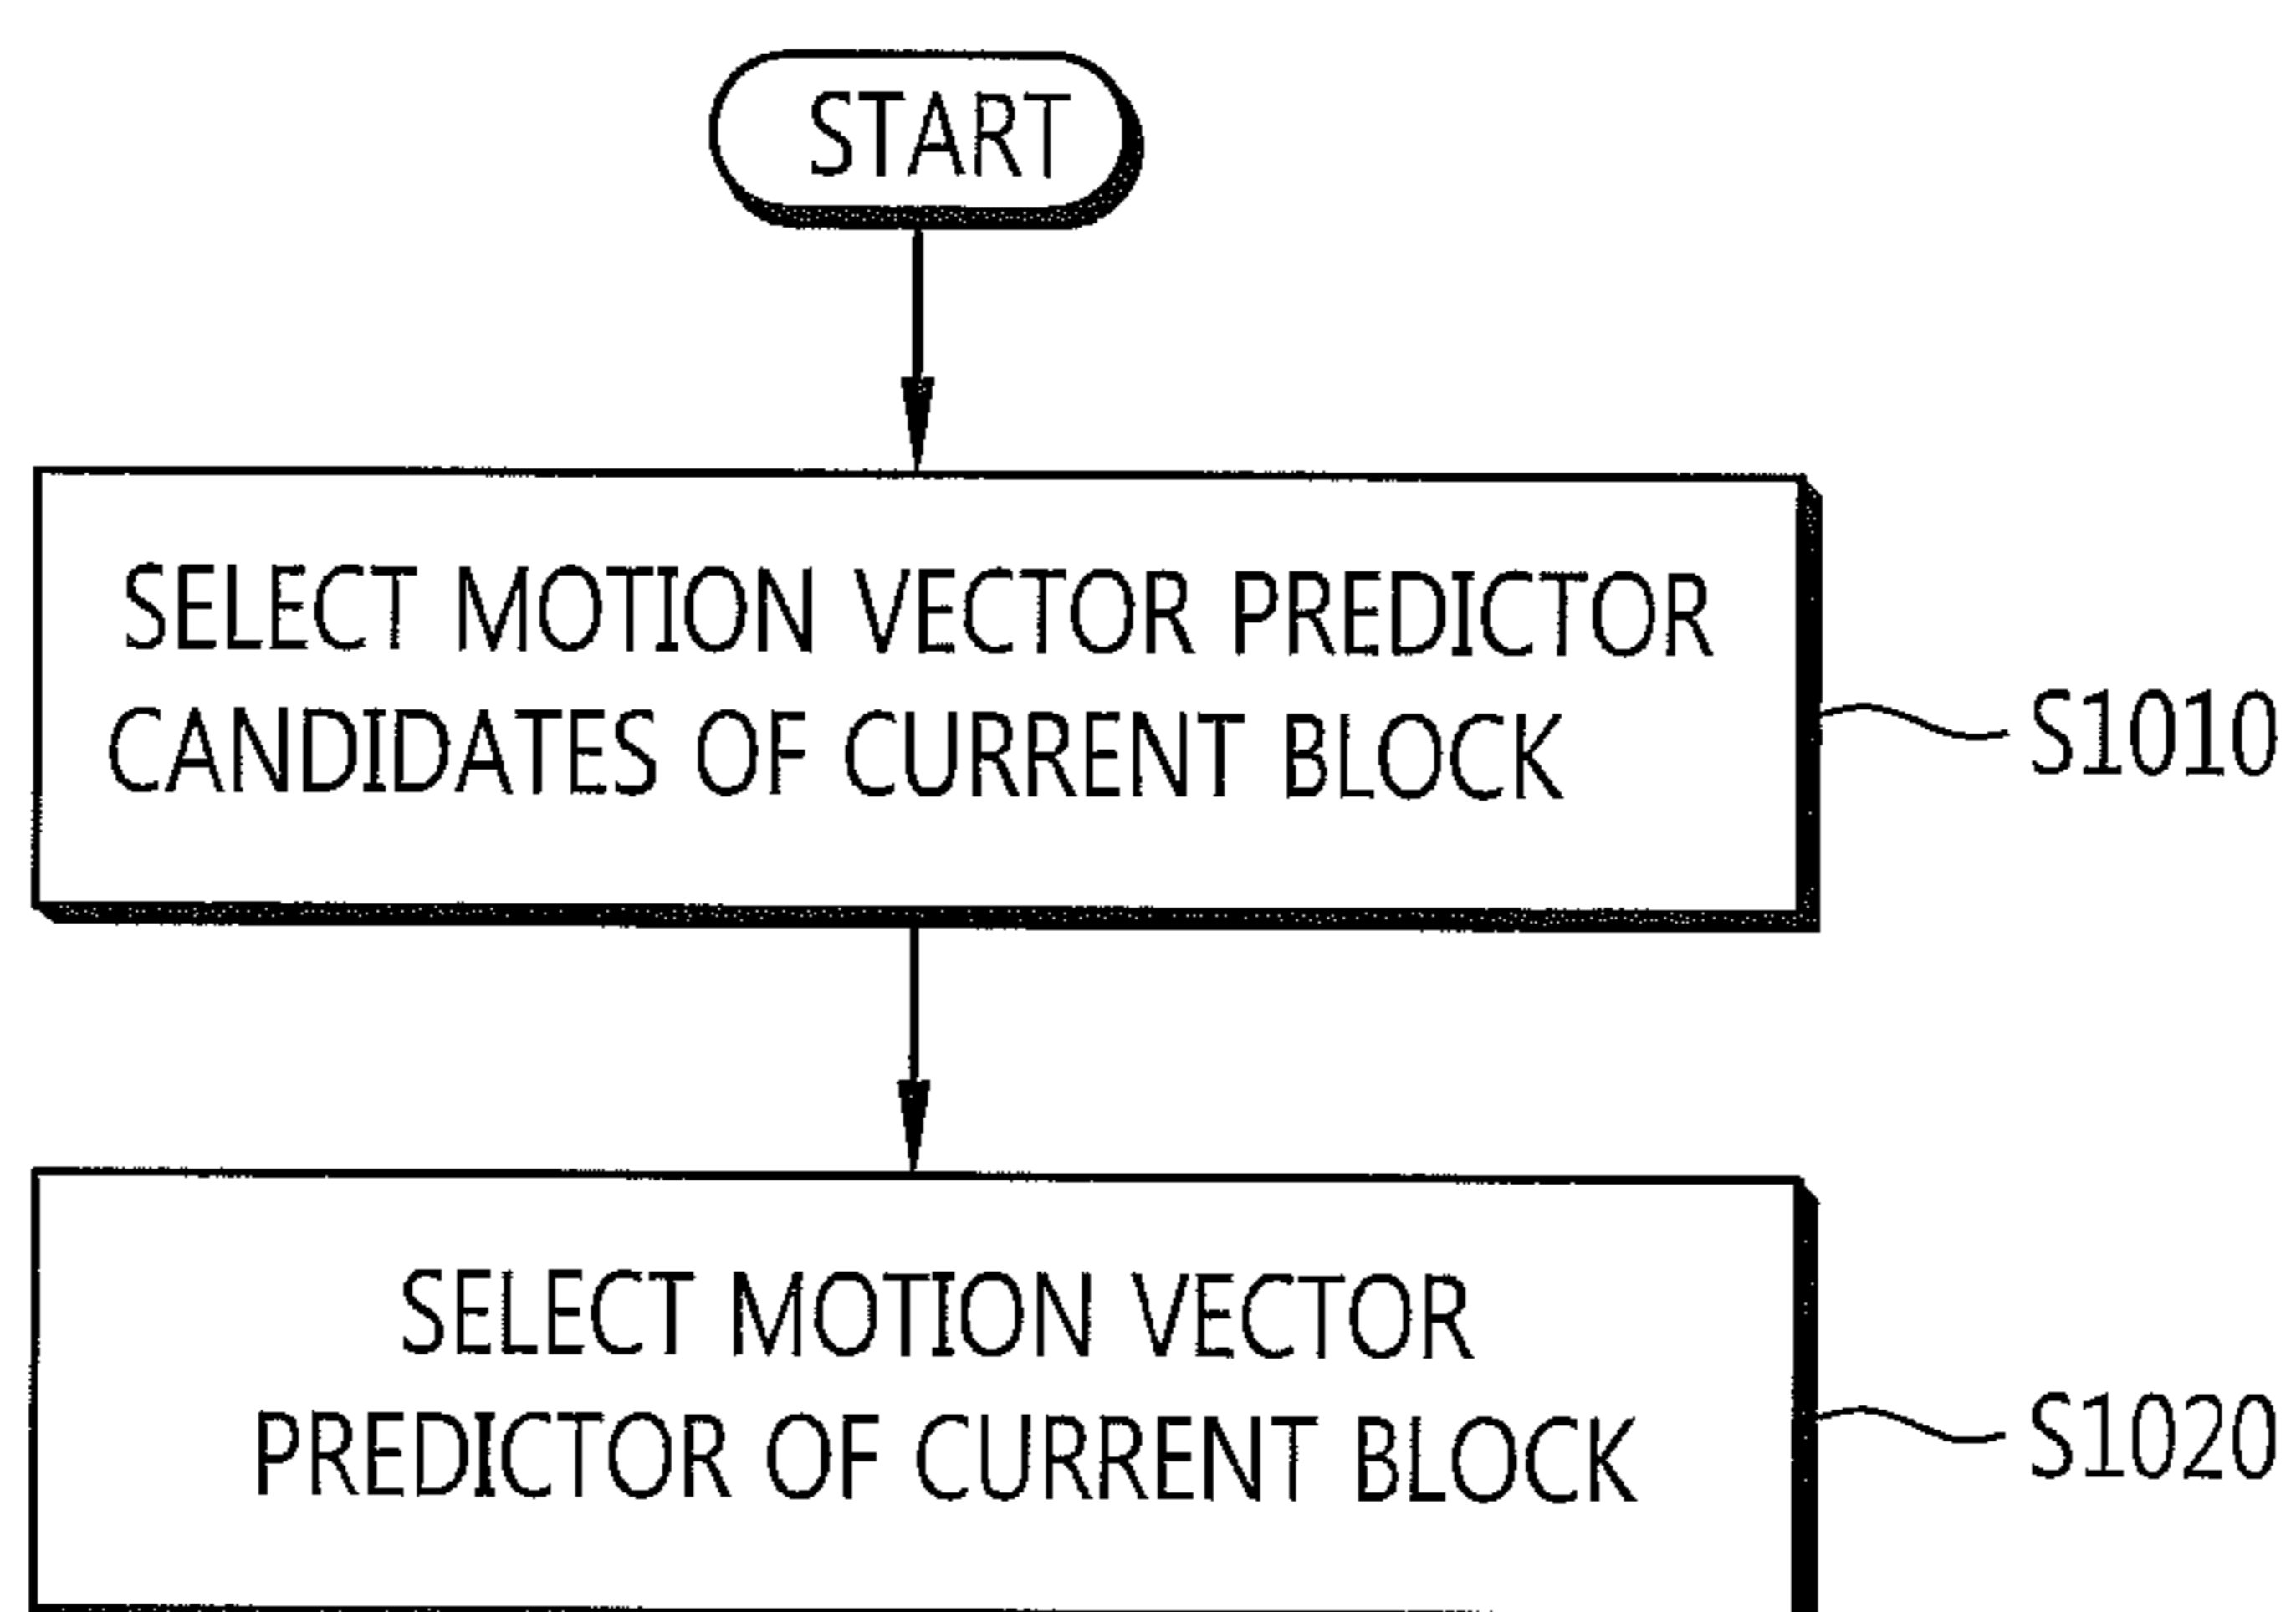 START
SELECT MOTION VECTOR PREDICTOR
CANDIDATES OF CURRENT BLOCK
S1010
SELECT MOTION VECTOR
PREDICTOR OF CURRENT BLOCK
S1020